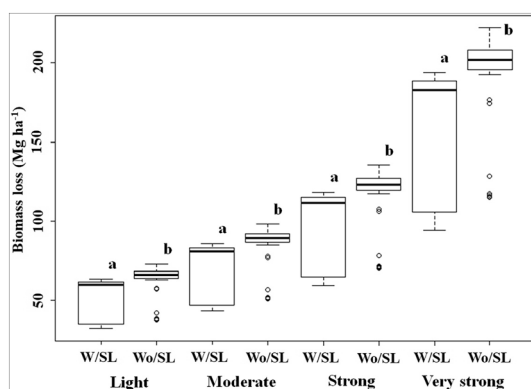 Biomass loss (Mg ha⁻¹)
200
150
100
50
a
b
a
b
a
b
a
b
W/SL Wo/SL W/SL Wo/SL W/SL Wo/SL W/SL Wo/SL
Light Moderate Strong Very strong